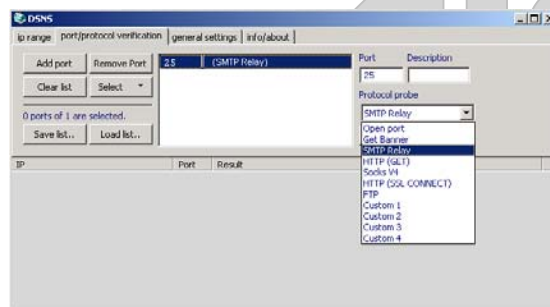 DSNS
ip range port/protocol verification general settings info/about
Add port Remove Port
Clear list Select
0 ports of 1 are selected.
Save list.. Load list..
25 (SMTP Relay)
Port Description
25
Protocol probe
SMTP Relay
Open port
Get Banner
SMTP Relay
HTTP (GET)
Socks V4
HTTP (SSL CONNECT)
FTP
Custom 1
Custom 2
Custom 3
Custom 4
IP Port Result